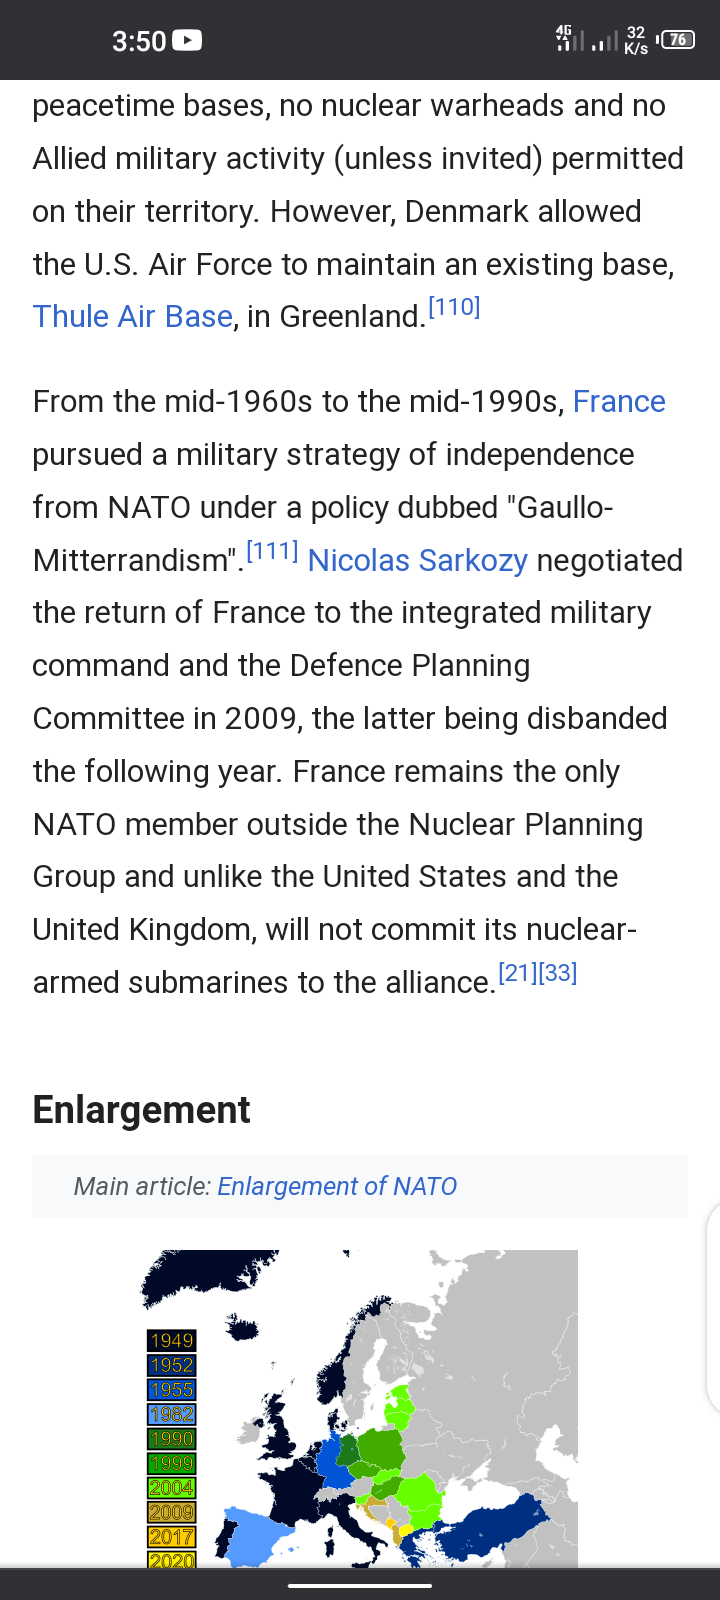 3:50
4G
32
K/s
76
peacetime bases, no nuclear warheads and no
Allied military activity (unless invited) permitted
on their territory. However, Denmark allowed
the U.S. Air Force to maintain an existing base,
Thule Air Base, in Greenland.[110]
From the mid-1960s to the mid-1990s, France
pursued a military strategy of independence
from NATO under a policy dubbed "Gaullo-
Mitterrandism".[111] Nicolas Sarkozy negotiated
the return of France to the integrated military
command and the Defence Planning
Committee in 2009, the latter being disbanded
the following year. France remains the only
NATO member outside the Nuclear Planning
Group and unlike the United States and the
United Kingdom, will not commit its nuclear-
armed submarines to the alliance.[21][33]
Enlargement
Main article: Enlargement of NATO
1949
1952
1955
1982
1990
1999
2004
2009
2017
2020